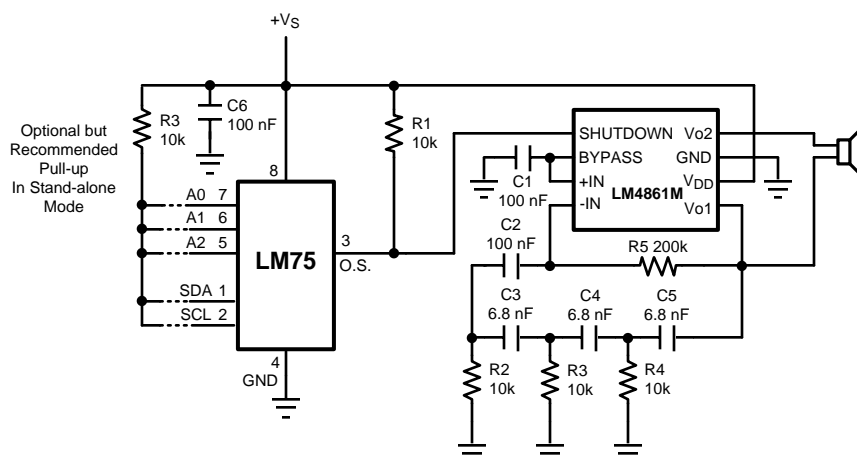 +VS
C6
100 nF
R3
10k
R1
10k
Optional but
Recommended
Pull-up
In Stand-alone
Mode
8
A0 7
A1 6
A2 5
SDA 1
SCL 2
LM75
3
O.S.
4
GND
SHUTDOWN Vo2
BYPASS GND
+IN VDD
-IN Vo1
LM4861M
C1
100 nF
C2
100 nF
R5 200k
C3
6.8 nF
C4
6.8 nF
C5
6.8 nF
R2
10k
R3
10k
R4
10k